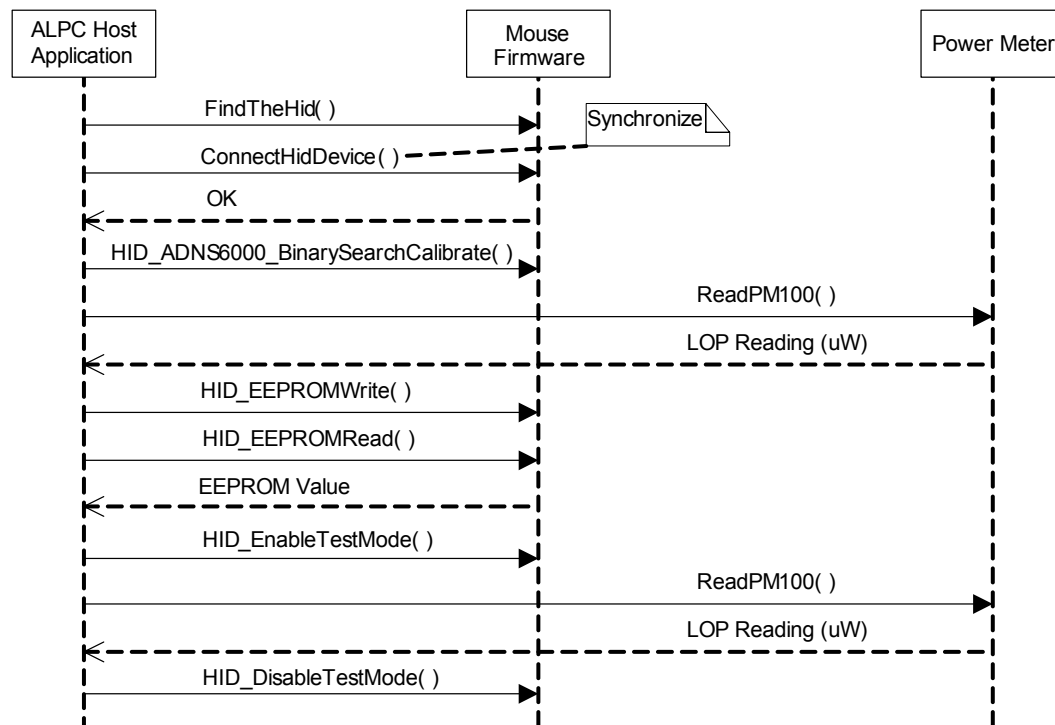 ALPC Host
Application
Mouse
Firmware
Power Meter
FindTheHid( )
Synchronize
ConnectHidDevice( )
OK
HID_ADNS6000_BinarySearchCalibrate( )
ReadPM100( )
LOP Reading (uW)
HID_EEPROMWrite( )
HID_EEPROMRead( )
EEPROM Value
HID_EnableTestMode( )
ReadPM100( )
LOP Reading (uW)
HID_DisableTestMode( )